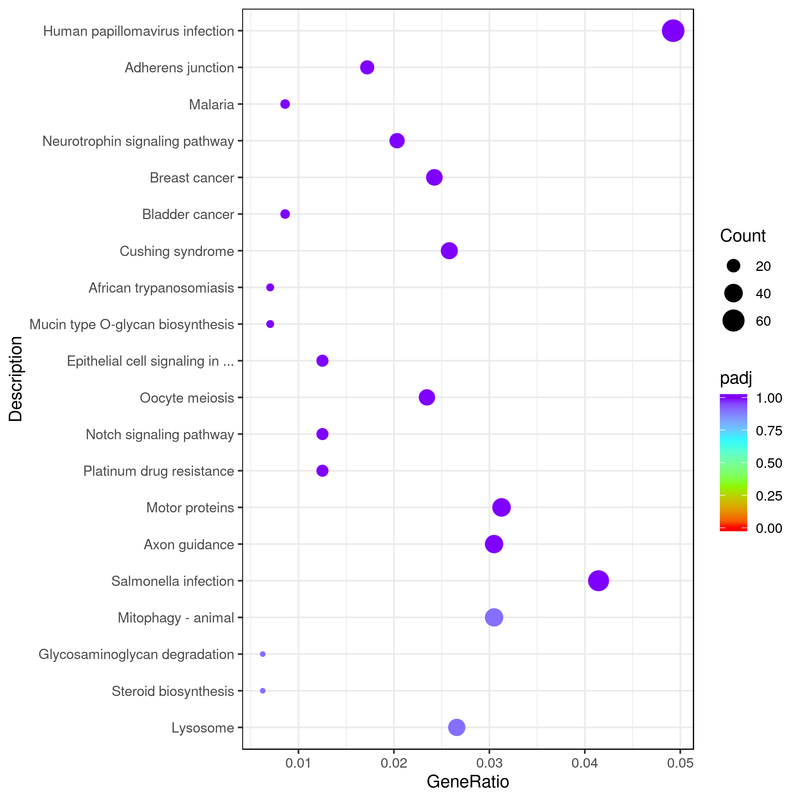 Human papillomavirus infection
Adherens junction
Malaria
Neurotrophin signaling pathway
Breast cancer
Bladder cancer
Cushing syndrome
African trypanosomiasis
Mucin type O-glycan biosynthesis
Epithelial cell signaling in ...
Oocyte meiosis
Notch signaling pathway
Platinum drug resistance
Motor proteins
Axon guidance
Salmonella infection
Mitophagy - animal
Glycosaminoglycan degradation
Steroid biosynthesis
Lysosome
Description
0.01 0.02 0.03 0.04 0.05
GeneRatio
Count
20
40
60
padj
1.00
0.75
0.50
0.25
0.00